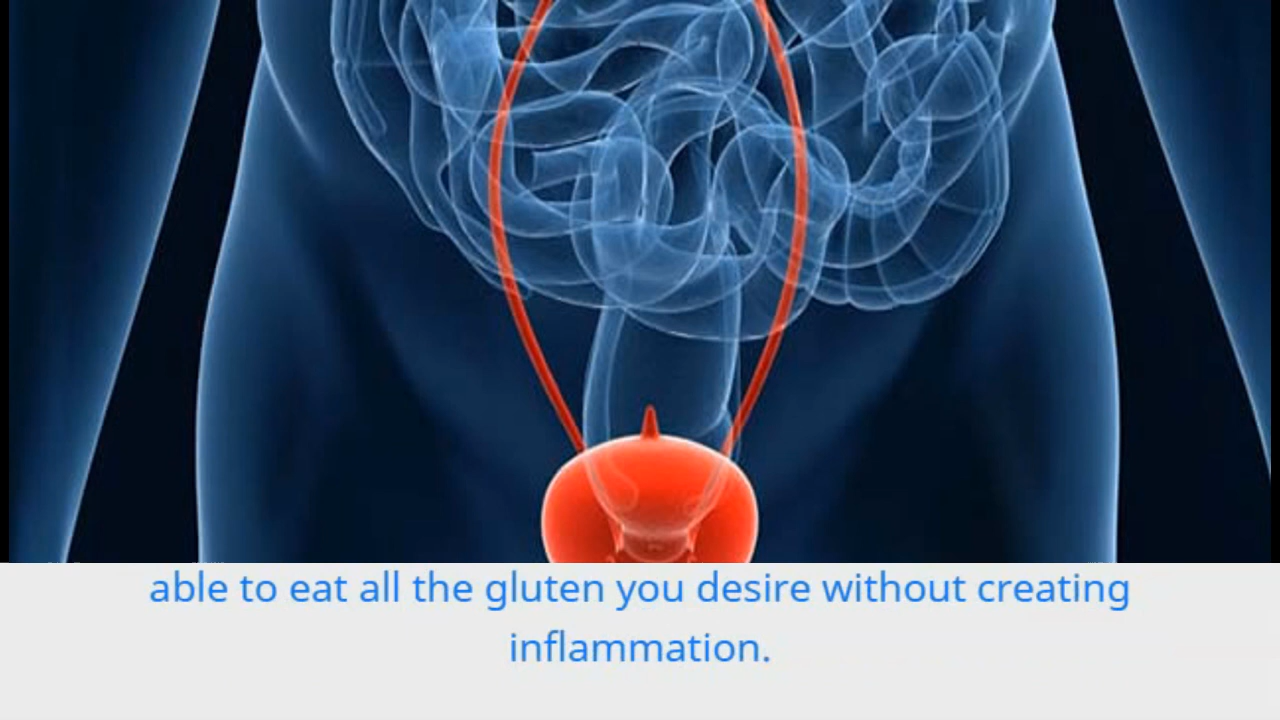 able to eat all the gluten you desire without creating
inflammation.